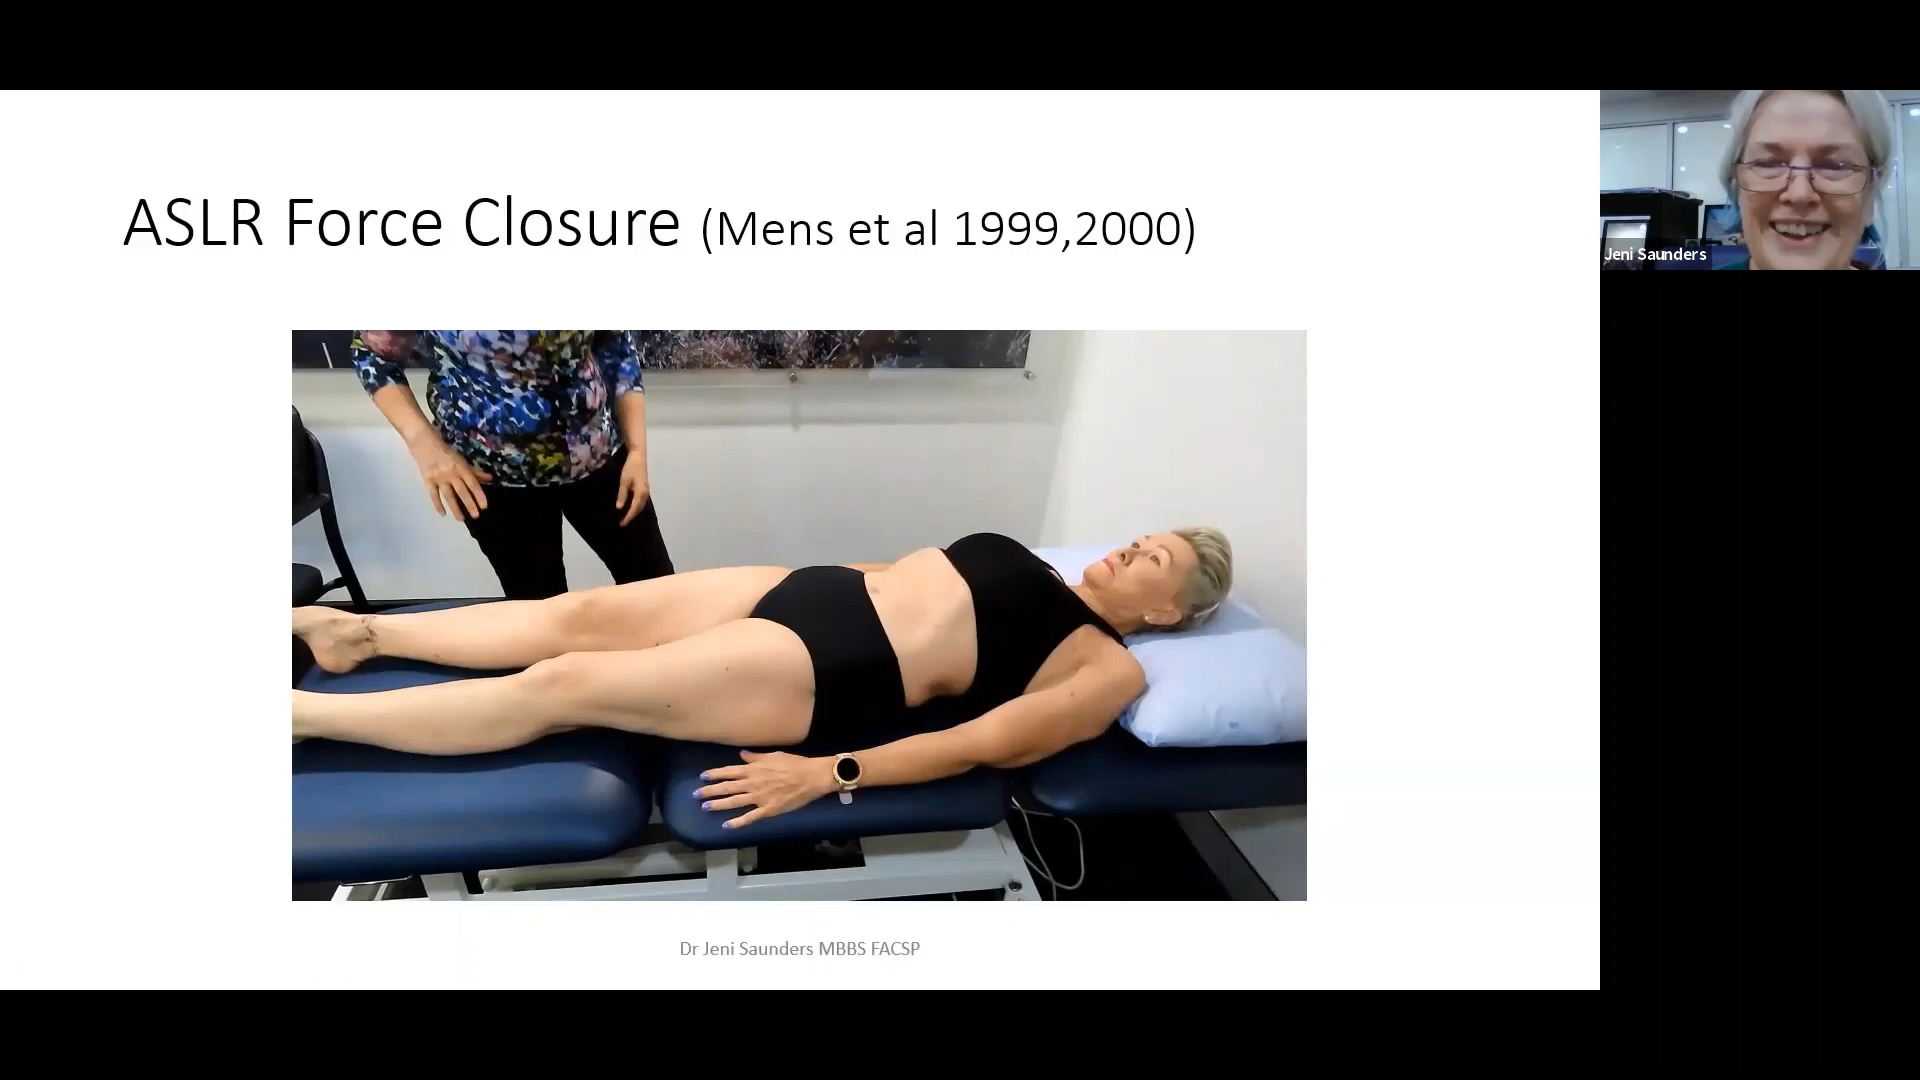 ASLR Force Closure (Mens et al 1999,2000)
Jeni Saunders
Dr Jeni Saunders MBBS FACSP